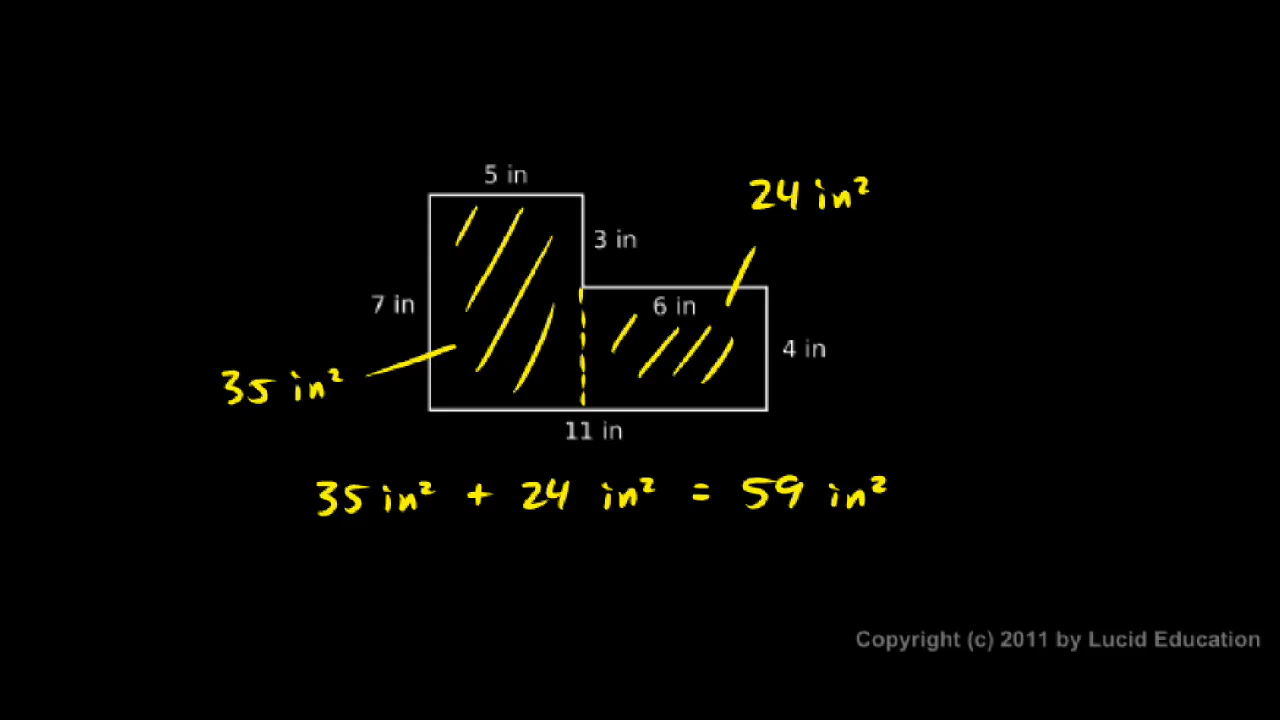 5 in
24 in²
3 in
7 in
6 in
4 in
35 in²
11 in
35 in² + 24 in² = 59 in²
Copyright (c) 2011 by Lucid Education